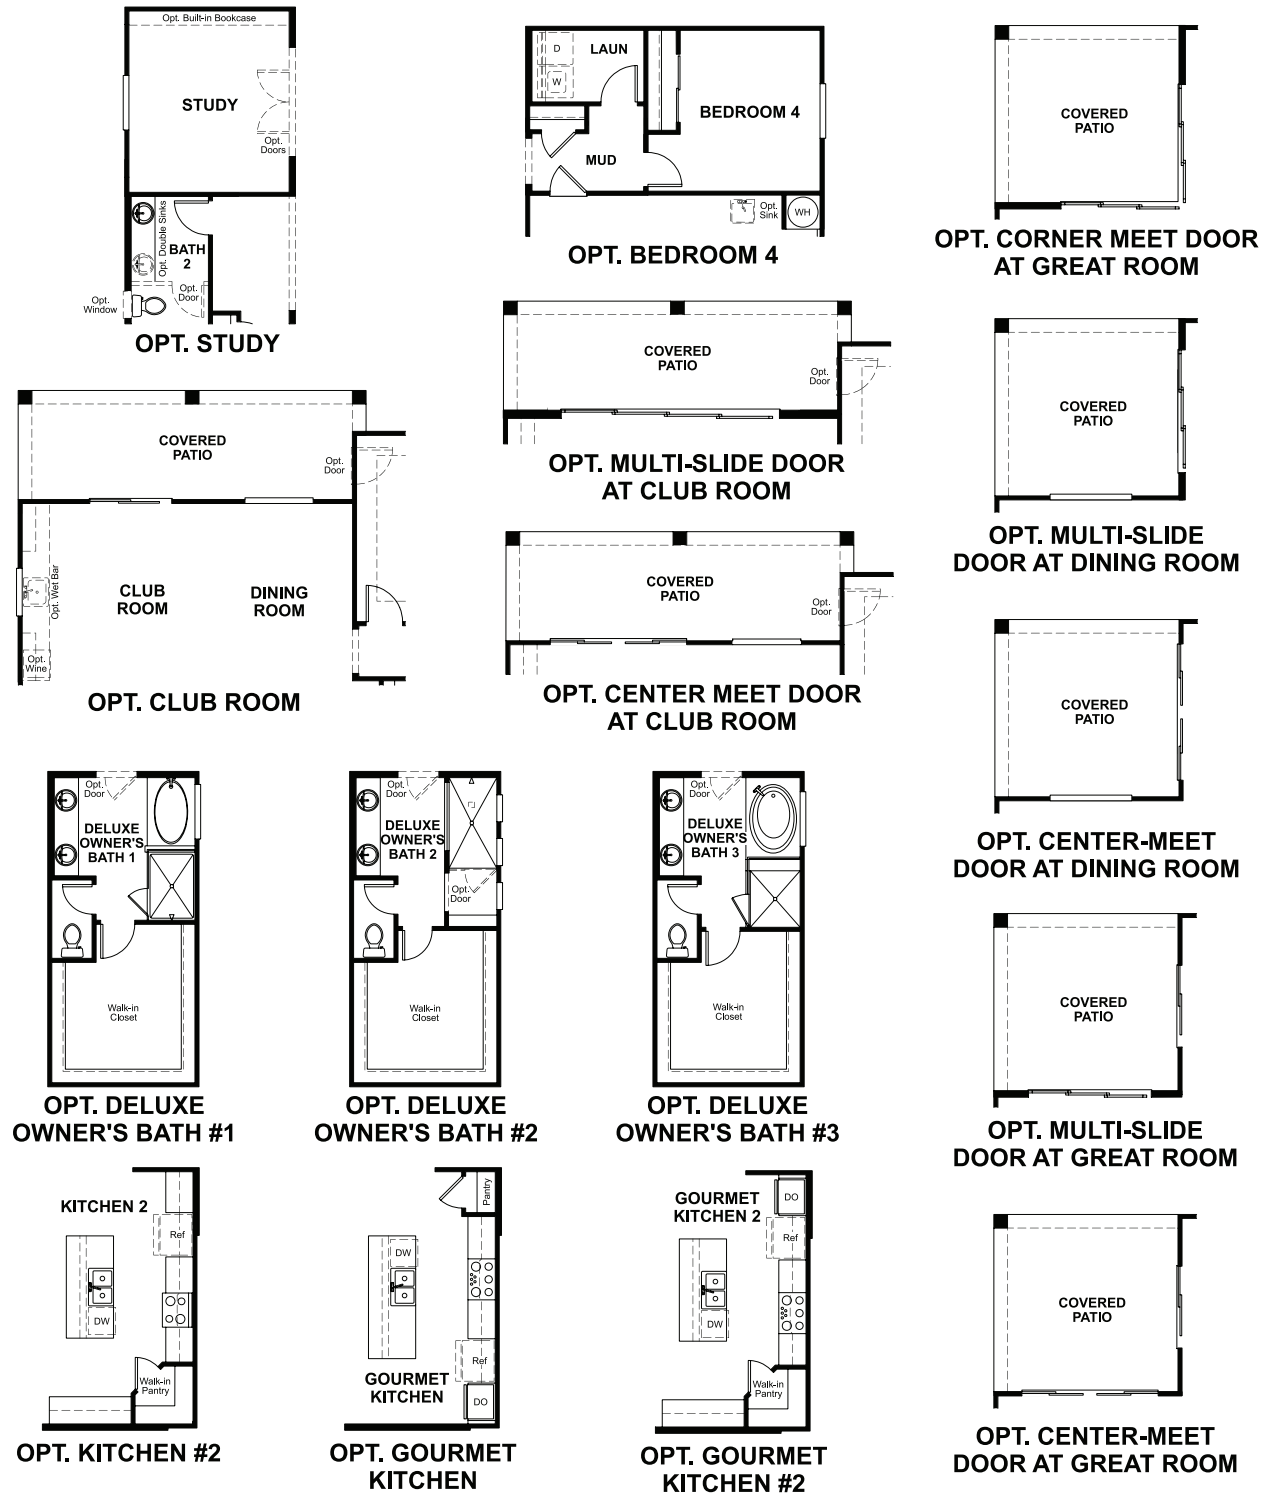 Opt. Built-in Bookcase
STUDY
Opt.
Doors
Opt. Double Sinks
BATH
2
Opt.
Door
Opt.
Window
OPT. STUDY
D
W
LAUN
BEDROOM 4
MUD
Opt.
Sink
WH
OPT. BEDROOM 4
COVERED
PATIO
OPT. CORNER MEET DOOR
AT GREAT ROOM
COVERED
PATIO
Opt.
Door
OPT. MULTI-SLIDE DOOR
AT CLUB ROOM
COVERED
PATIO
OPT. MULTI-SLIDE
DOOR AT DINING ROOM
COVERED
PATIO
Opt.
Door
Opt. Wet Bar
CLUB
ROOM
DINING
ROOM
Opt.
Wine
OPT. CLUB ROOM
COVERED
PATIO
Opt.
Door
OPT. CENTER MEET DOOR
AT CLUB ROOM
COVERED
PATIO
OPT. CENTER-MEET
DOOR AT DINING ROOM
Opt.
Door
DELUXE
OWNER'S
BATH 1
Walk-in
Closet
OPT. DELUXE
OWNER'S BATH #1
Opt.
Door
DELUXE
OWNER'S
BATH 2
Opt.
Door
Walk-in
Closet
OPT. DELUXE
OWNER'S BATH #2
Opt.
Door
DELUXE
OWNER'S
BATH 3
Walk-in
Closet
OPT. DELUXE
OWNER'S BATH #3
COVERED
PATIO
OPT. MULTI-SLIDE
DOOR AT GREAT ROOM
KITCHEN 2
Ref
DW
Walk-in
Pantry
OPT. KITCHEN #2
Pantry
DW
Ref
GOURMET
KITCHEN
DO
OPT. GOURMET
KITCHEN
GOURMET
KITCHEN 2
DO
Ref
DW
Walk-in
Pantry
OPT. GOURMET
KITCHEN #2
COVERED
PATIO
OPT. CENTER-MEET
DOOR AT GREAT ROOM